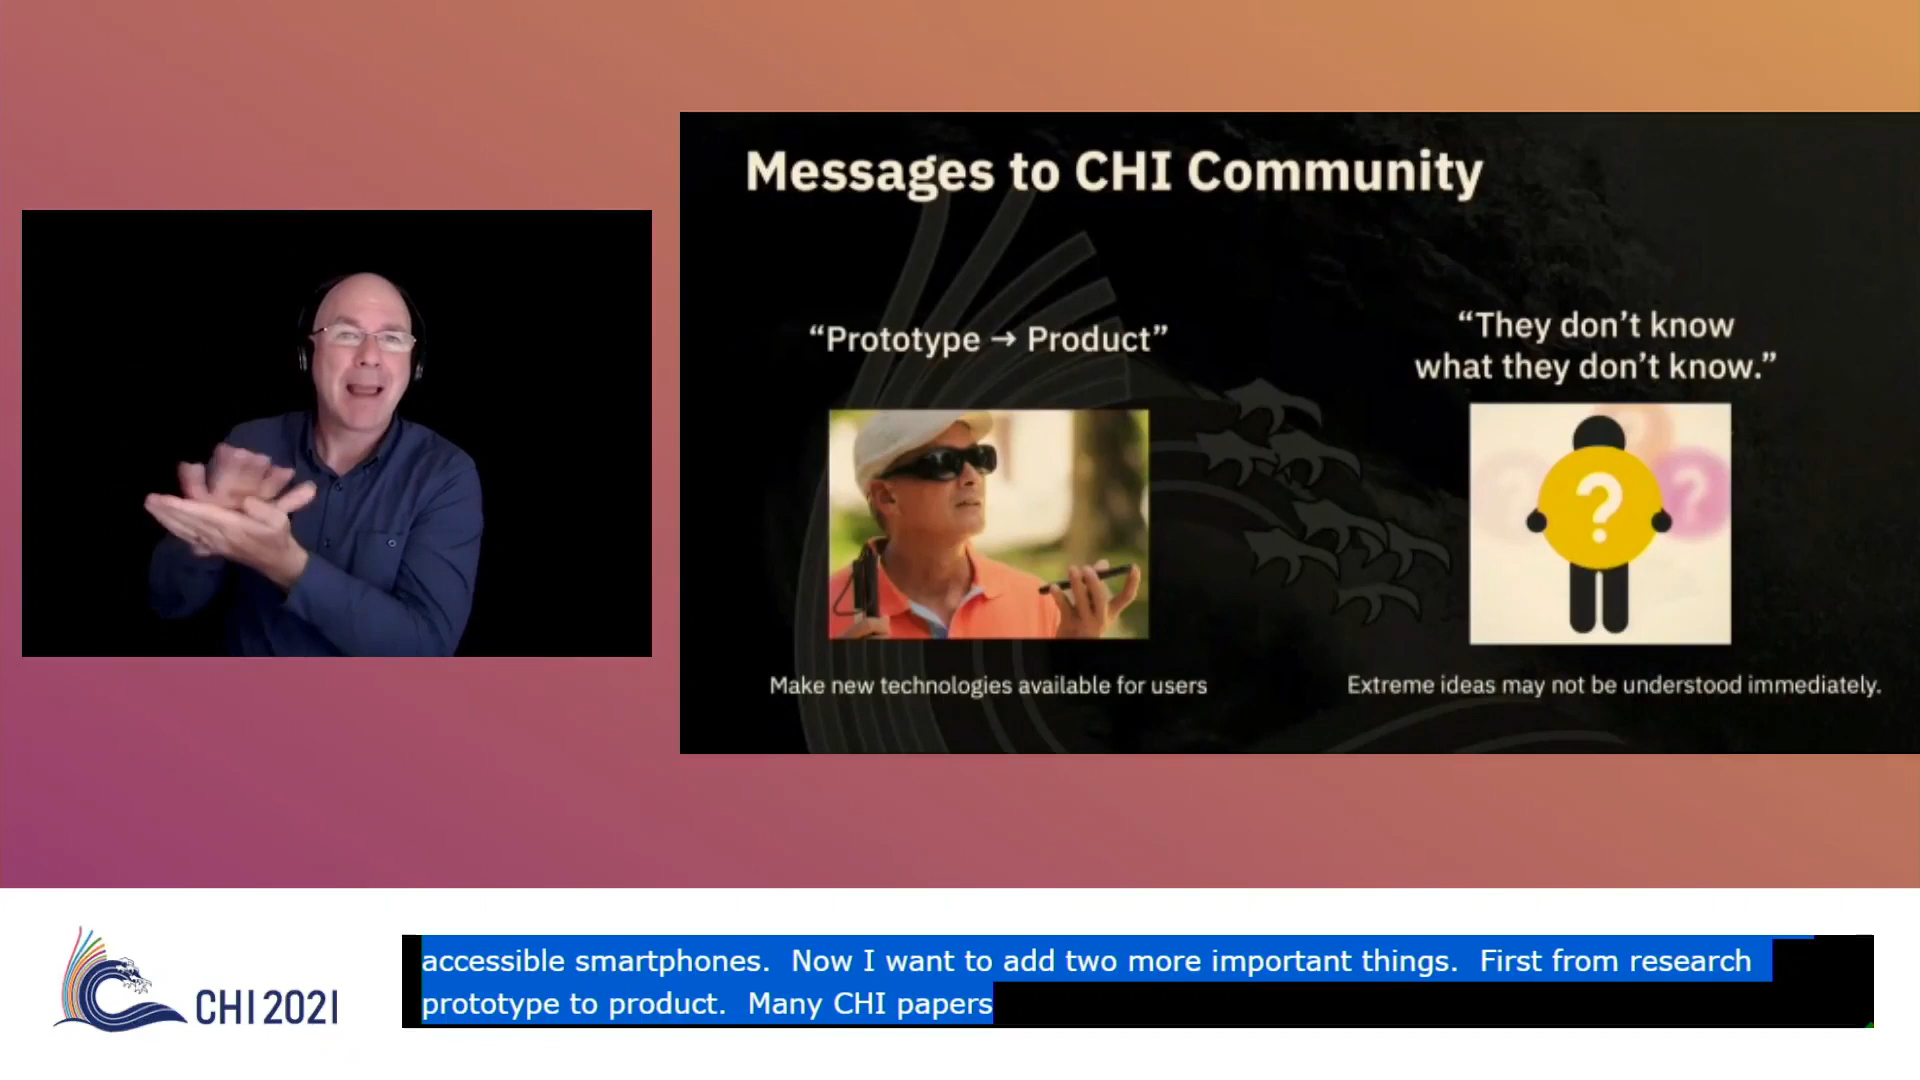 Messages to CHI Community
“Prototype → Product”
Make new technologies available for users
“They don’t know
what they don’t know.”
?
?
Extreme ideas may not be understood immediately.
CHI 2021
accessible smartphones.  Now I want to add two more important things.  First from research
prototype to product.  Many CHI papers